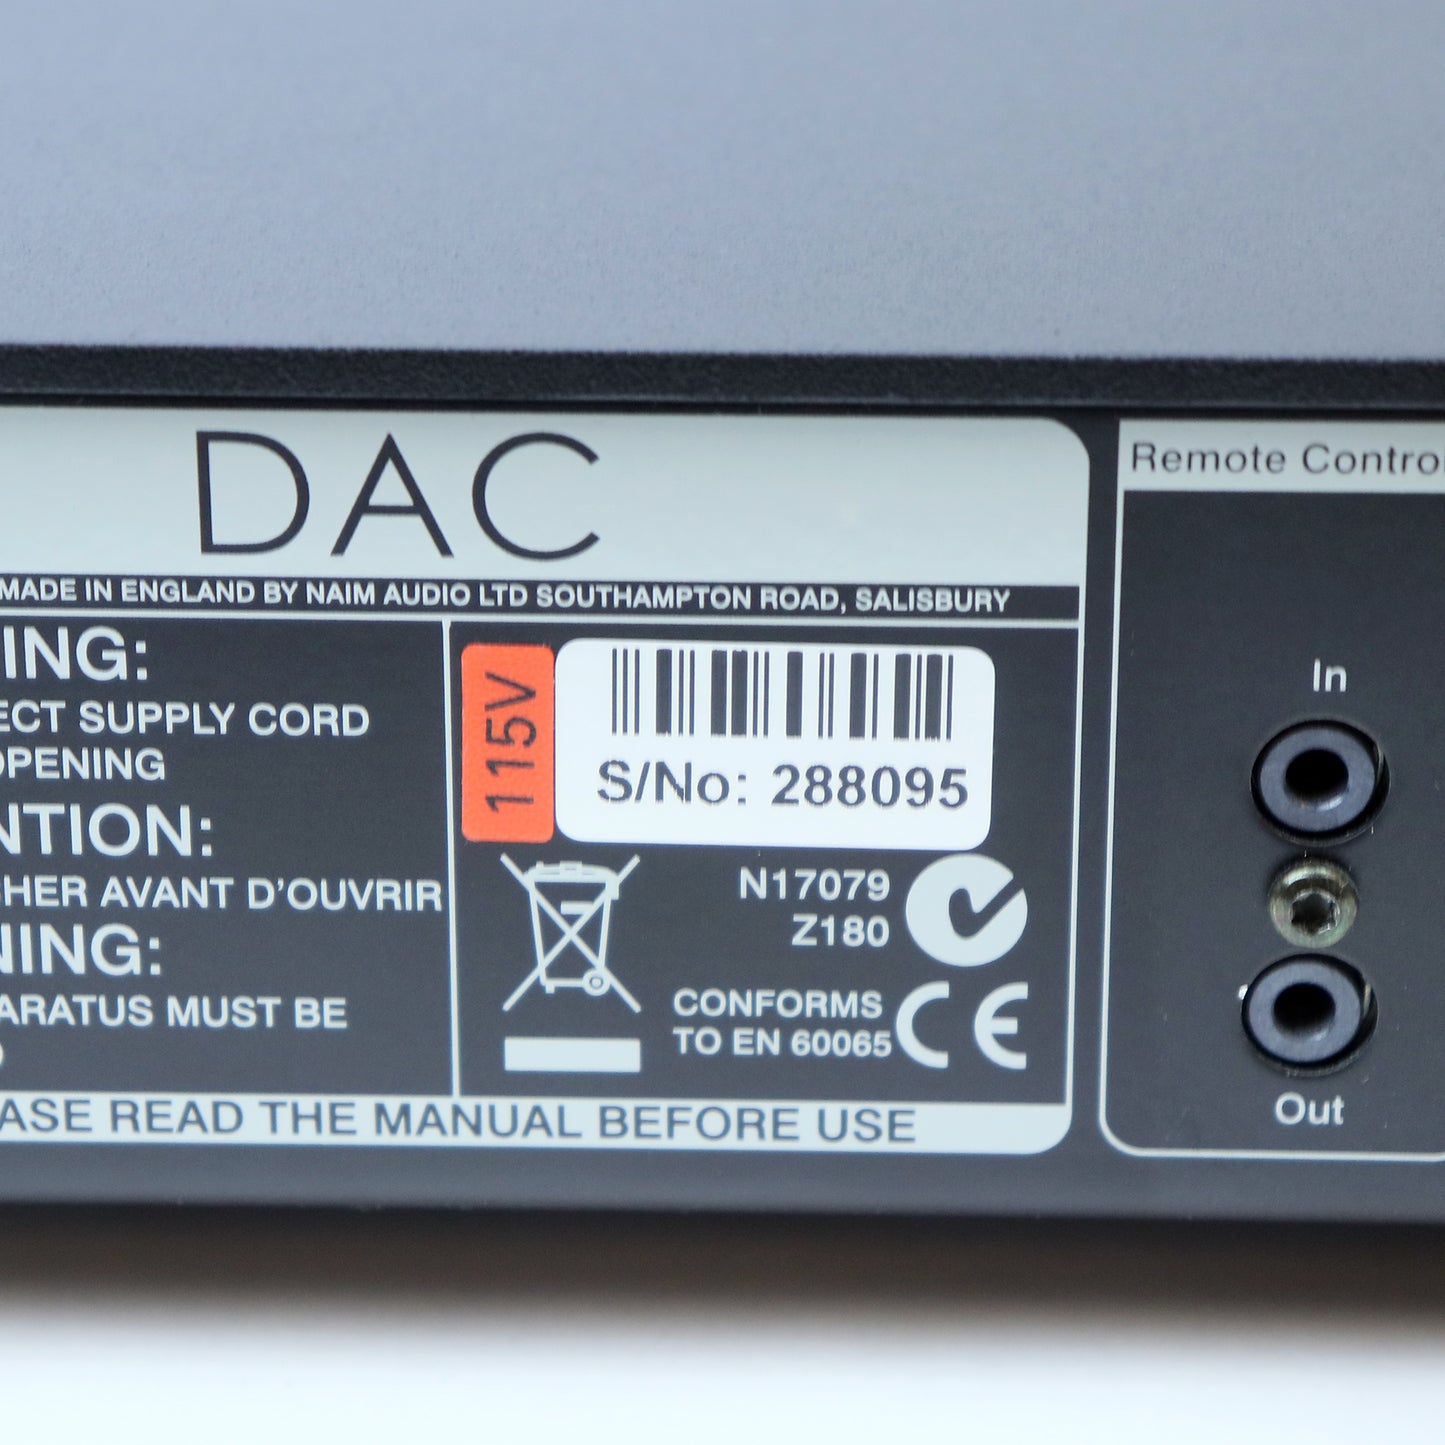 DAC
MADE IN ENGLAND BY NAIM AUDIO LTD SOUTHAMPTON ROAD, SALISBURY
ING:
ECT SUPPLY CORD
OPENING
NTION:
HER AVANT D'OUVRIR
NING:
ARATUS MUST BE
115V
S/No: 288095
N17079
Z180
CONFORMS
TO EN 60065
CE
ASE READ THE MANUAL BEFORE USE
Remote Control
In
Out